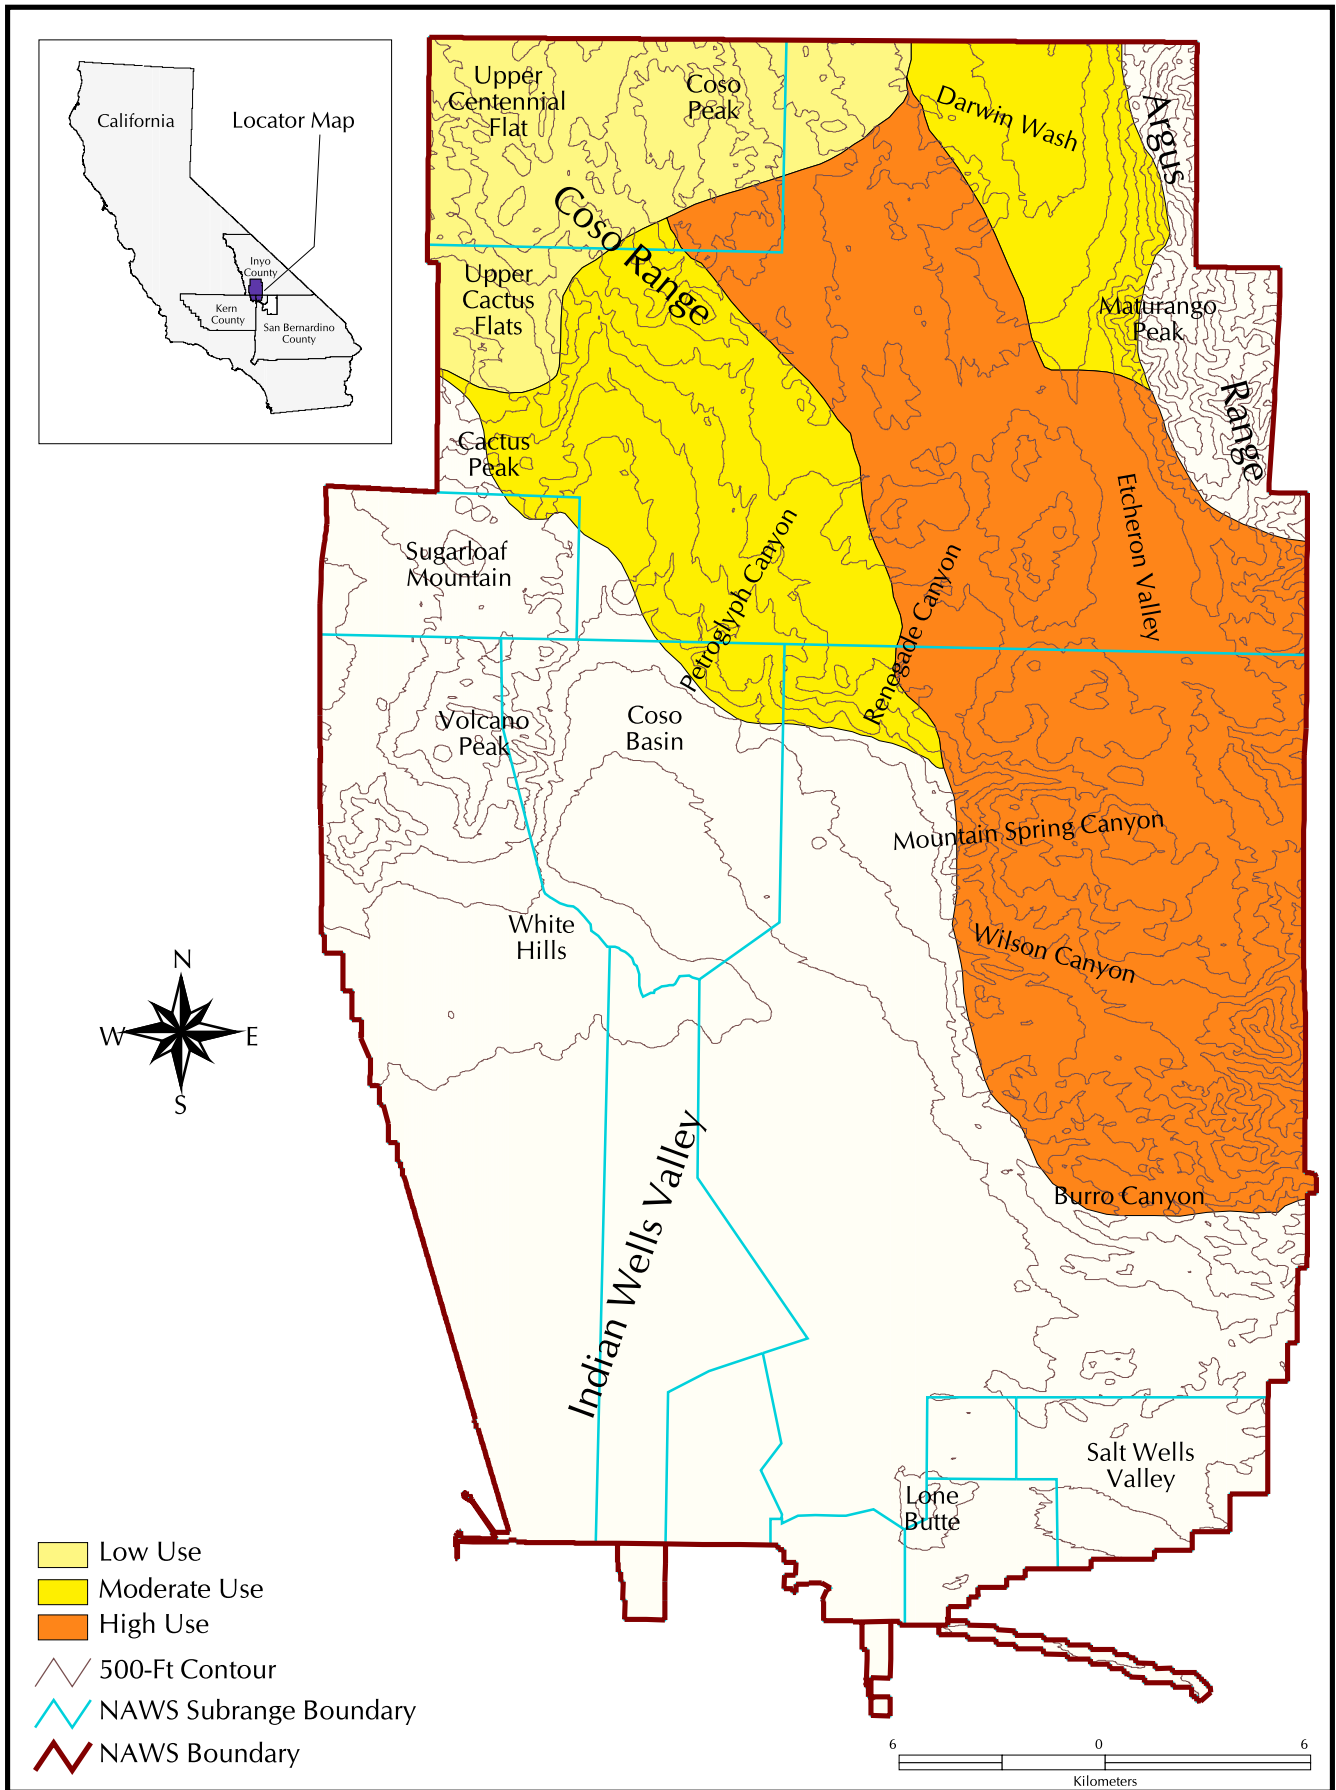 California
Locator Map
Inyo
County
Kern
County
San Bernardino
County
Upper
Centennial
Flat
Coso
Peak
Darwin Wash
Argus
Range
Coso Range
Upper
Cactus
Flats
Maturango
Peak
Cactus
Peak
Etcheron Valley
Sugarloaf
Mountain
Petroglyph Canyon
Renegade Canyon
Volcano
Peak
Coso
Basin
Mountain Spring Canyon
White
Hills
Wilson Canyon
N
W
E
S
Burro Canyon
Indian Wells Valley
Salt Wells
Valley
Lone
Butte
Low Use
Moderate Use
High Use
500-Ft Contour
NAWS Subrange Boundary
NAWS Boundary
6 0 6
Kilometers